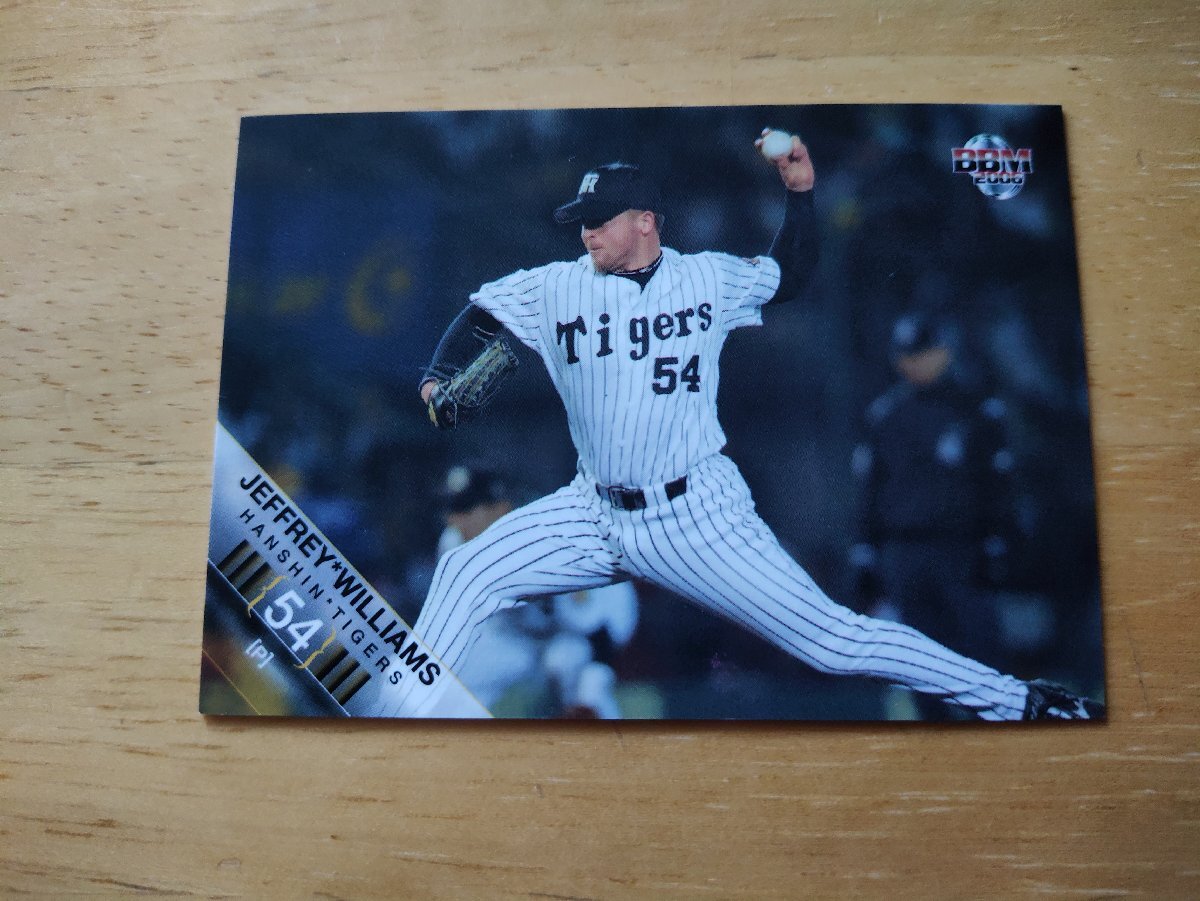 BBM
2006
Tigers
54
JEFFREY*WILLIAMS
HANSHIN*TIGERS
54
[P]